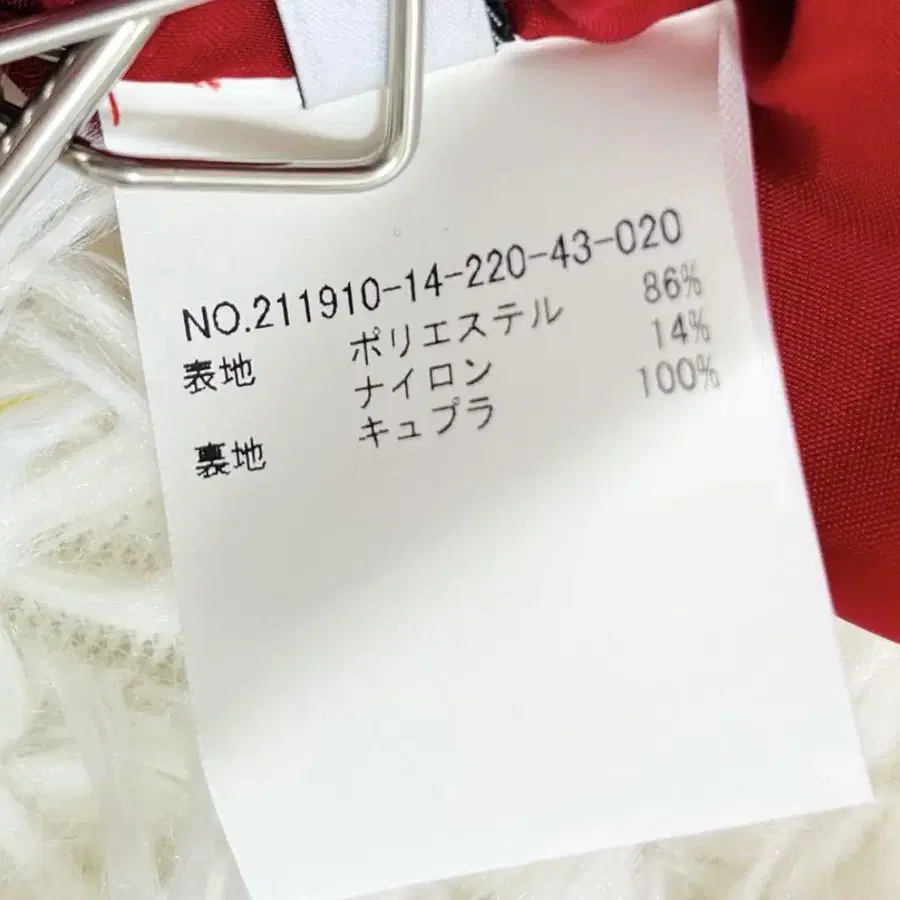 NO.211910-14-220-43-020
表地 ポリエステル 86%
ナイロン 14%
裏地 キュプラ 100%